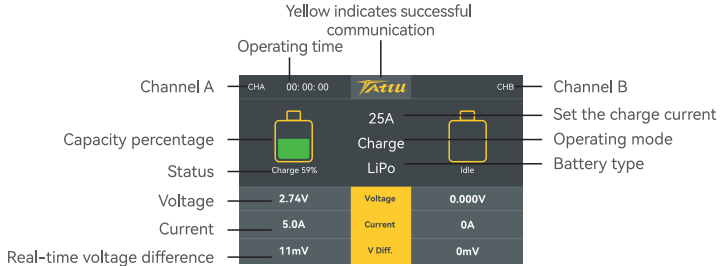 Yellow indicates successful
communication
Operating time
Channel A
CHA 00: 00: 00 TATTU CHB
Channel B
25A
Set the charge current
Capacity percentage
Charge
Operating mode
Status
Charge 59%
LiPo
Idle
Battery type
Voltage
2.74V Voltage 0.000V
Current
5.0A Current 0A
Real-time voltage difference
11mV V Diff. 0mV